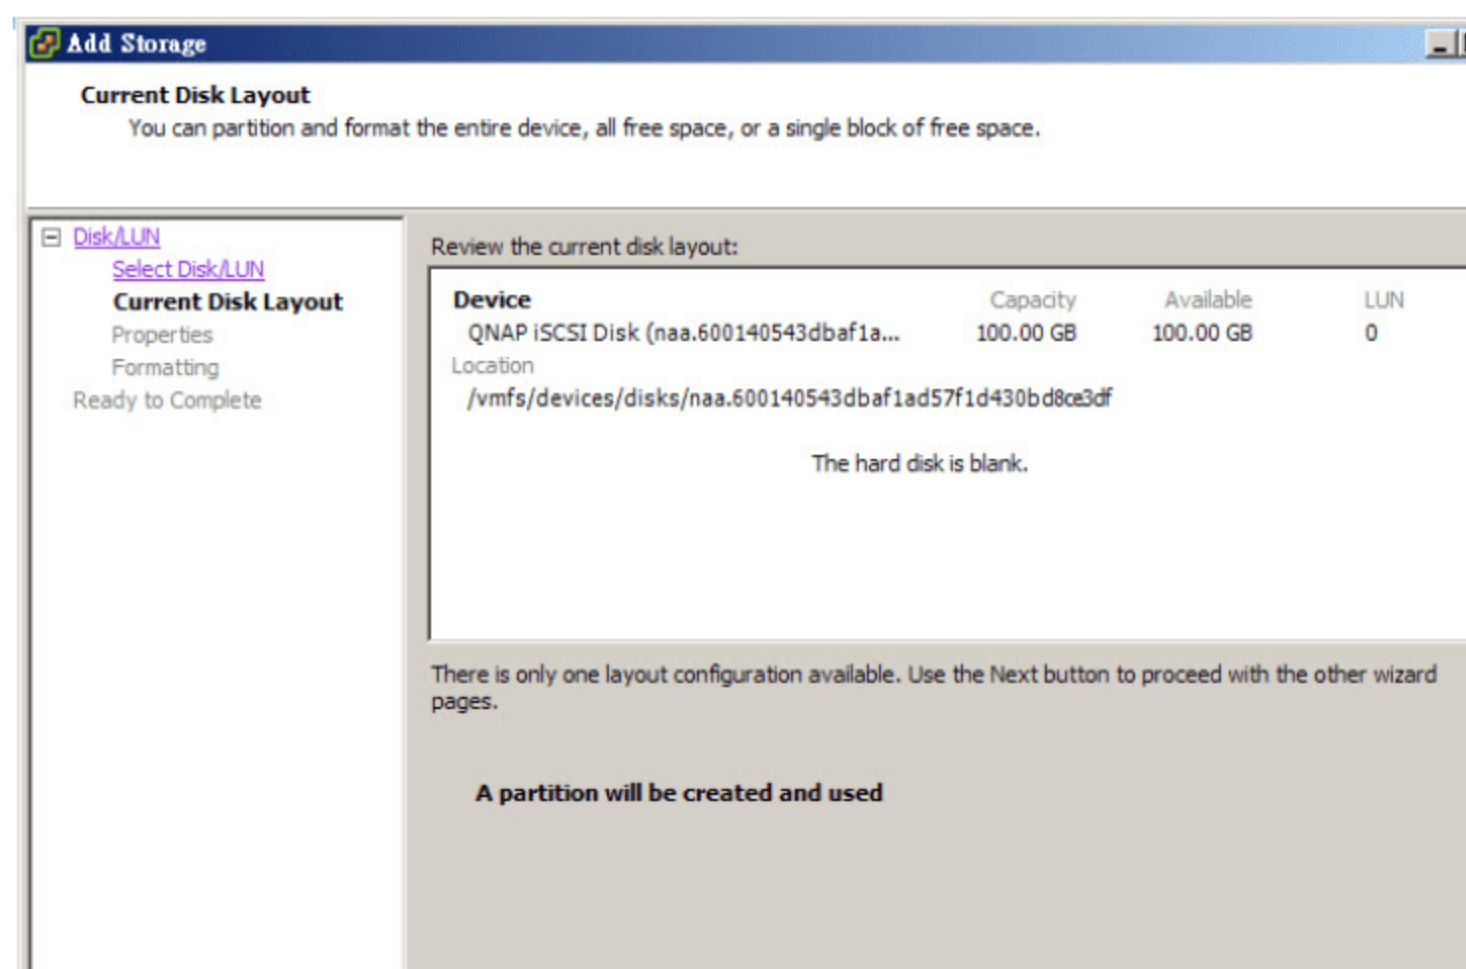 Add Storage
Current Disk Layout
You can partition and format the entire device, all free space, or a single block of free space.
Disk/LUN
Select Disk/LUN
Current Disk Layout
Properties
Formatting
Ready to Complete
Review the current disk layout:
Device Capacity Available LUN
QNAP iSCSI Disk (naa.600140543dbaf1a... 100.00 GB 100.00 GB 0
Location
/vmfs/devices/disks/naa.600140543dbaf1ad57f1d430bd8ce3df
The hard disk is blank.
There is only one layout configuration available. Use the Next button to proceed with the other wizard
pages.
A partition will be created and used